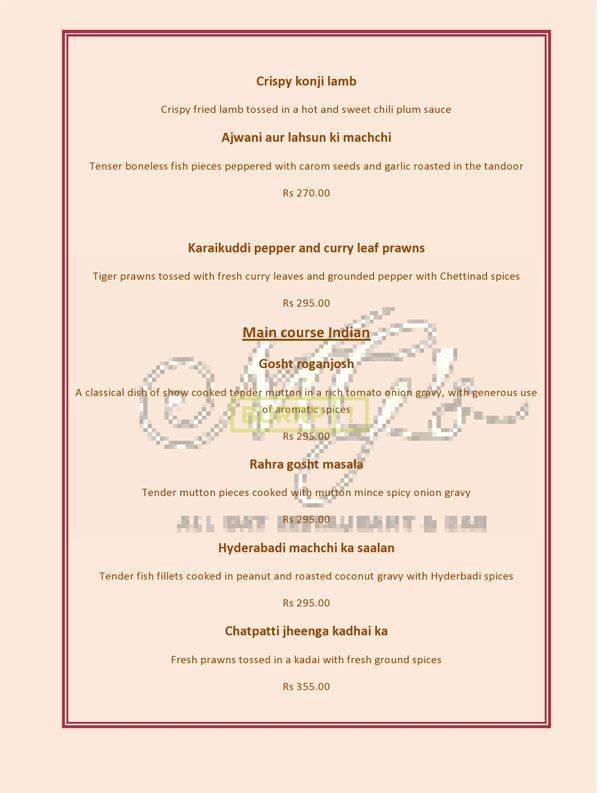 Crispy konji lamb
Crispy fried lamb tossed in a hot and sweet chili plum sauce
Ajwani aur lahsun ki machchi
Tenser boneless fish pieces peppered with carom seeds and garlic roasted in the tandoor
Rs 270.00
Karaikuddi pepper and curry leaf prawns
Tiger prawns tossed with fresh curry leaves and grounded pepper with Chettinad spices
Rs 295.00
Main course Indian
Gosht roganjosh
A classical dish of show cooked tender mutton in a rich tomato onion gravy, with generous use
of aromatic spices
Rs 295.00
Rahra gosht masala
Tender mutton pieces cooked with mutton mince spicy onion gravy
Rs 295.00
ALL DAY RESTAURANT & BAR
Hyderabadi machchi ka saalan
Tender fish fillets cooked in peanut and roasted coconut gravy with Hyderbadi spices
Rs 295.00
Chatpatti jheenga kadhai ka
Fresh prawns tossed in a kadai with fresh ground spices
Rs 355.00